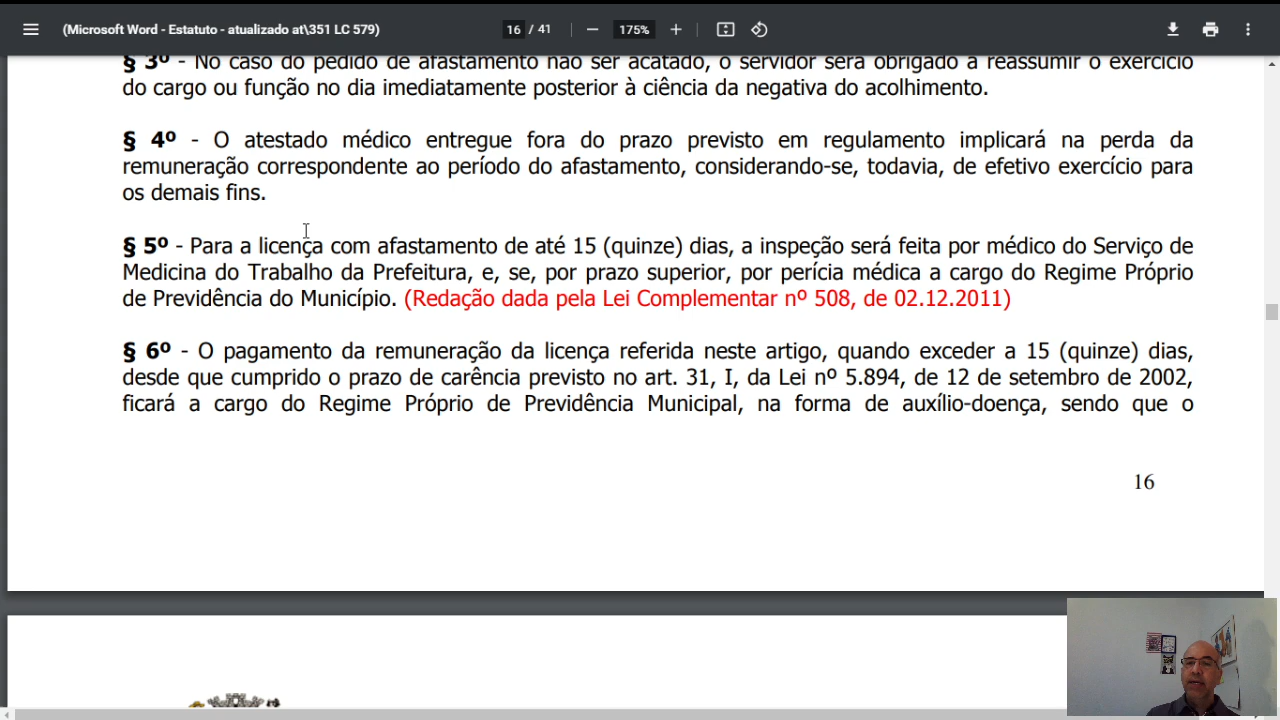 (Microsoft Word - Estatuto - atualizado at\351 LC 579)
16 / 41
175%
§ 3º - No caso do pedido de afastamento não ser acatado, o servidor será obrigado a reassumir o exercício
do cargo ou função no dia imediatamente posterior à ciência da negativa do acolhimento.
§ 4º - O atestado médico entregue fora do prazo previsto em regulamento implicará na perda da
remuneração correspondente ao período do afastamento, considerando-se, todavia, de efetivo exercício para
os demais fins.
§ 5º - Para a licença com afastamento de até 15 (quinze) dias, a inspeção será feita por médico do Serviço de
Medicina do Trabalho da Prefeitura, e, se, por prazo superior, por perícia médica a cargo do Regime Próprio
de Previdência do Município. (Redação dada pela Lei Complementar nº 508, de 02.12.2011)
§ 6º - O pagamento da remuneração da licença referida neste artigo, quando exceder a 15 (quinze) dias,
desde que cumprido o prazo de carência previsto no art. 31, I, da Lei nº 5.894, de 12 de setembro de 2002,
ficará a cargo do Regime Próprio de Previdência Municipal, na forma de auxílio-doença, sendo que o
16